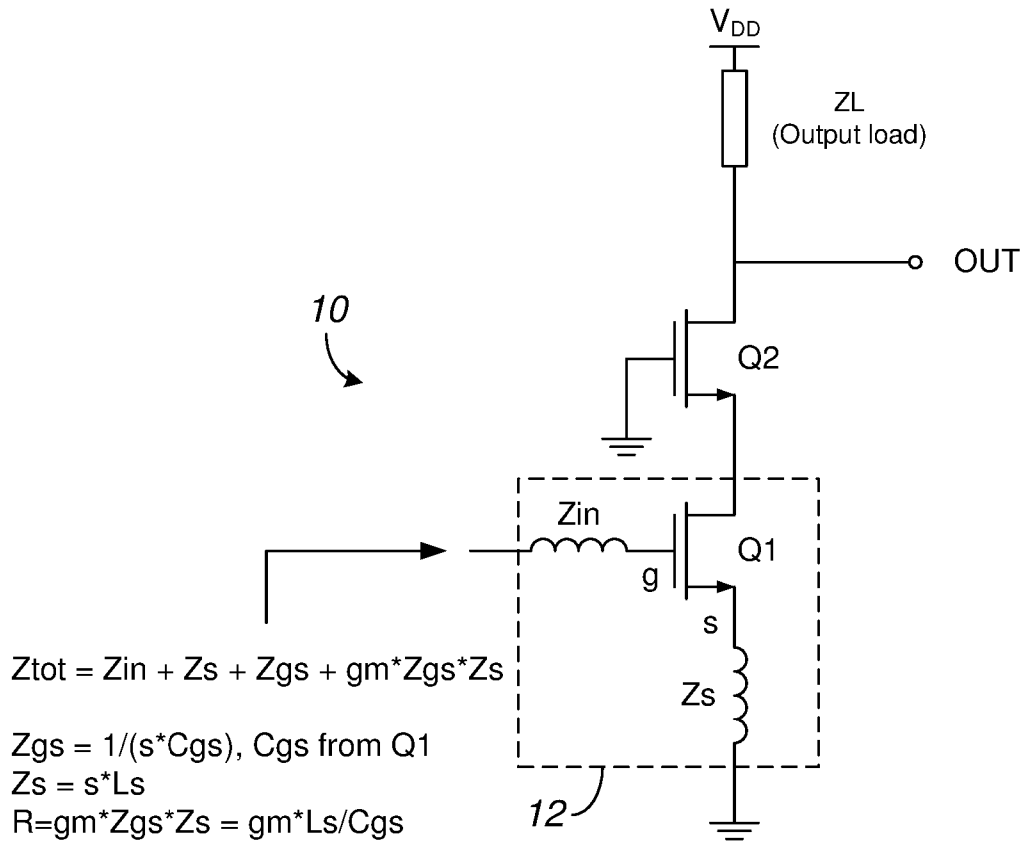 VDD
ZL
(Output load)
OUT
10
Q2
Zin
Q1
g
s
Ztot = Zin + Zs + Zgs + gm*Zgs*Zs
Zs
Zgs = 1/(s*Cgs), Cgs from Q1
Zs = s*Ls
R=gm*Zgs*Zs = gm*Ls/Cgs
12